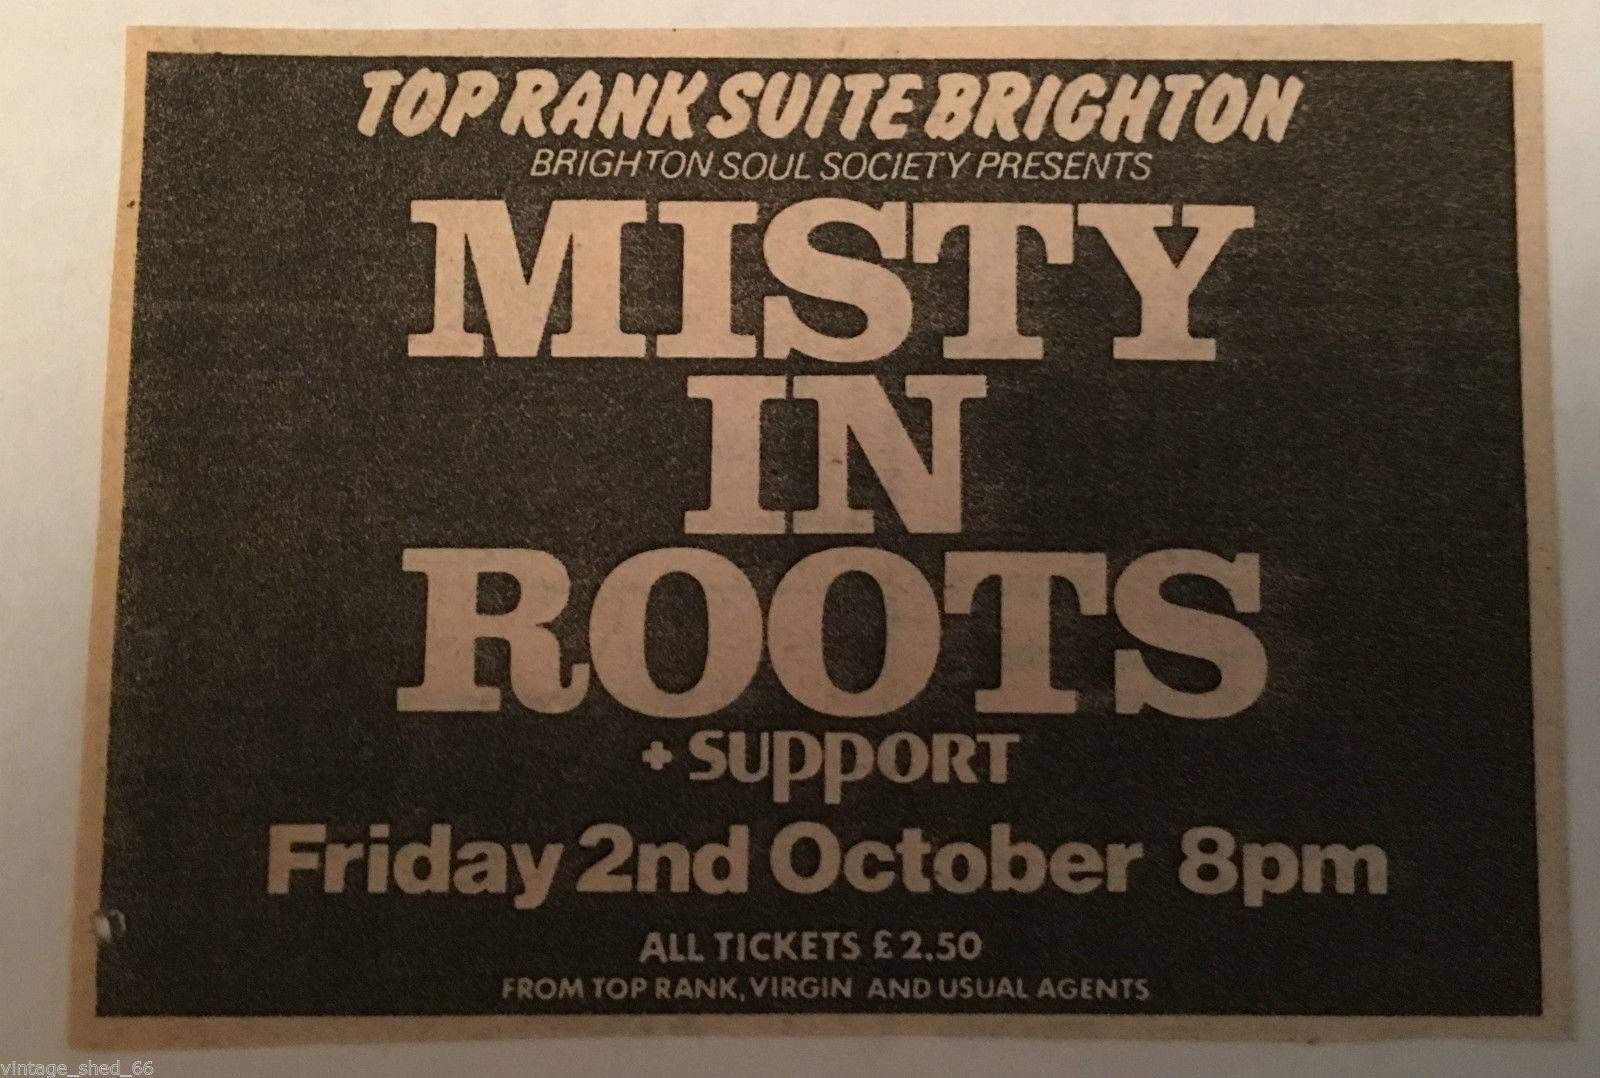 TOP RANK SUITE BRIGHTON
BRIGHTON SOUL SOCIETY PRESENTS
MISTY
IN
ROOTS
+ SUPPORT
Friday 2nd October 8pm
ALL TICKETS £2.50
FROM TOP RANK, VIRGIN AND USUAL AGENTS
vintage_shed_66